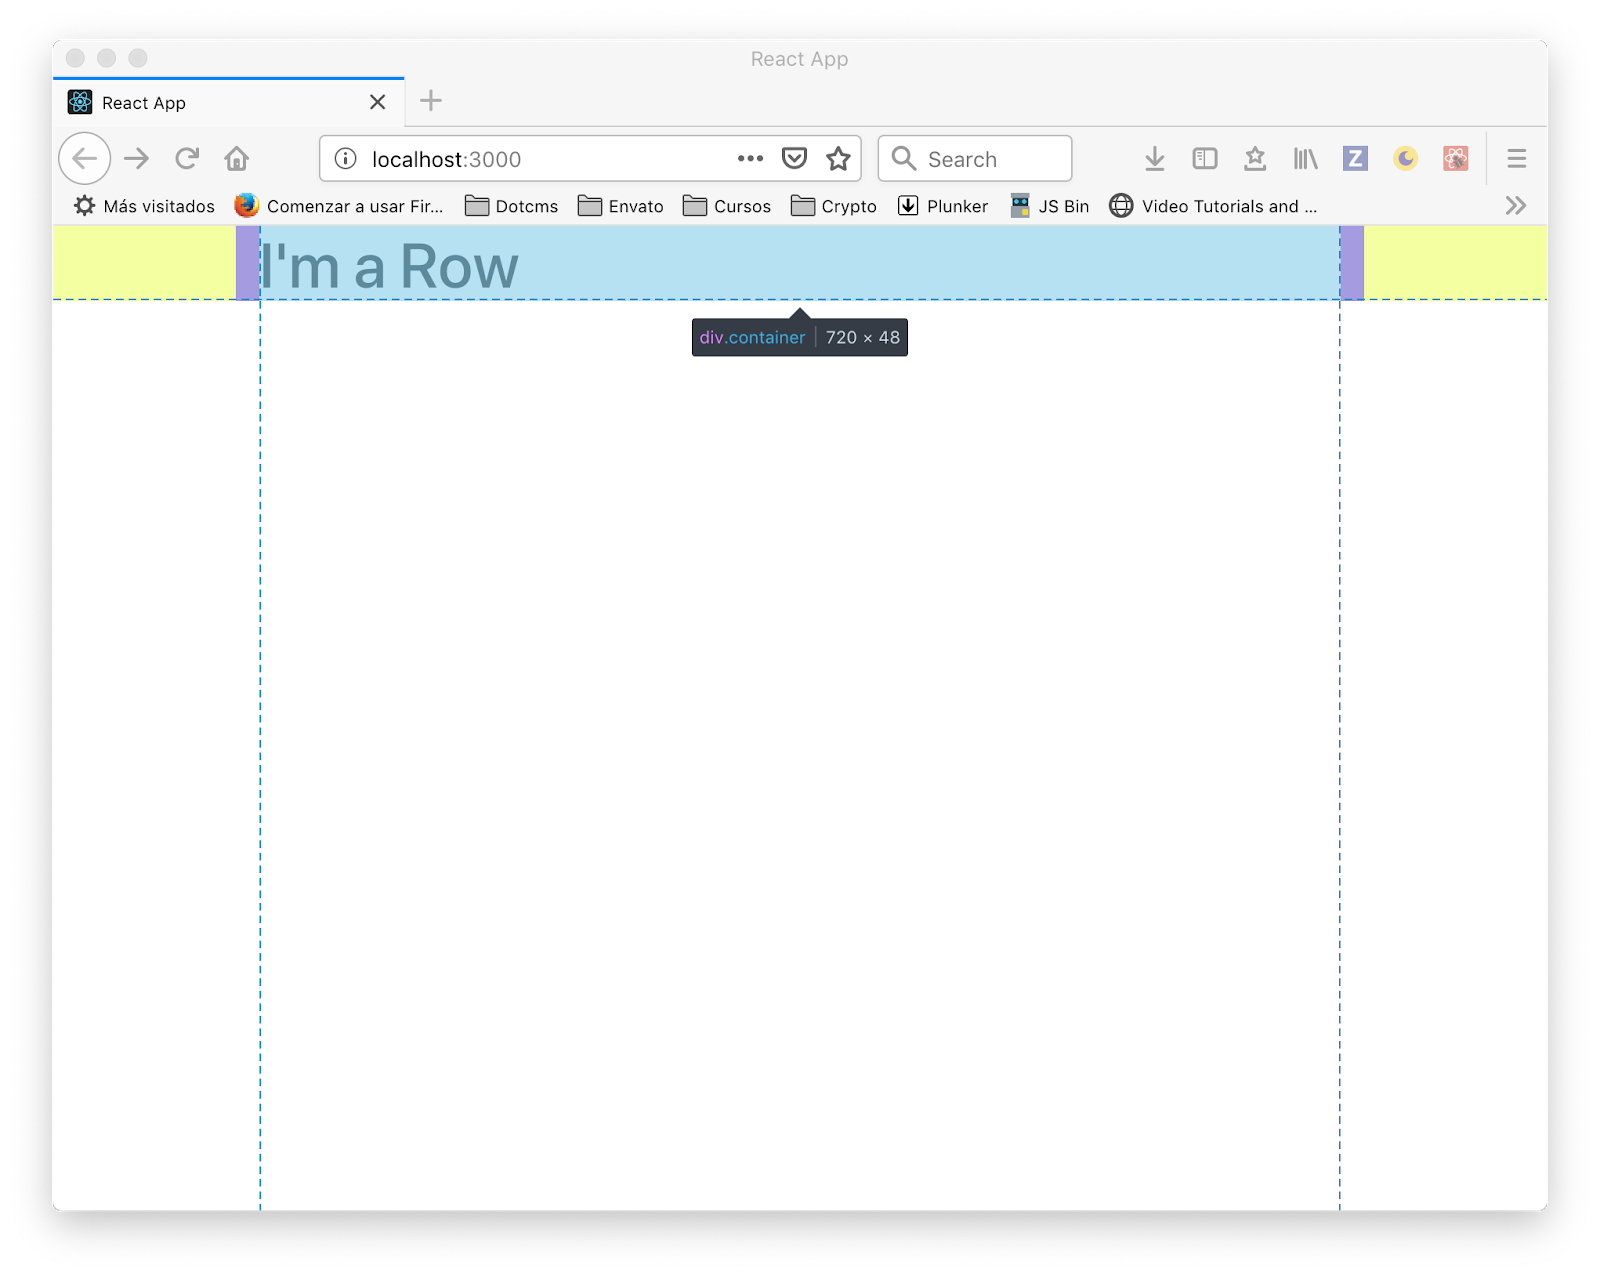 React App
React App
localhost:3000
Search
Z
Más visitados
Comenzar a usar Fir...
Dotcms
Envato
Cursos
Crypto
Plunker
JS Bin
Video Tutorials and ...
I'm a Row
div.container 720 × 48